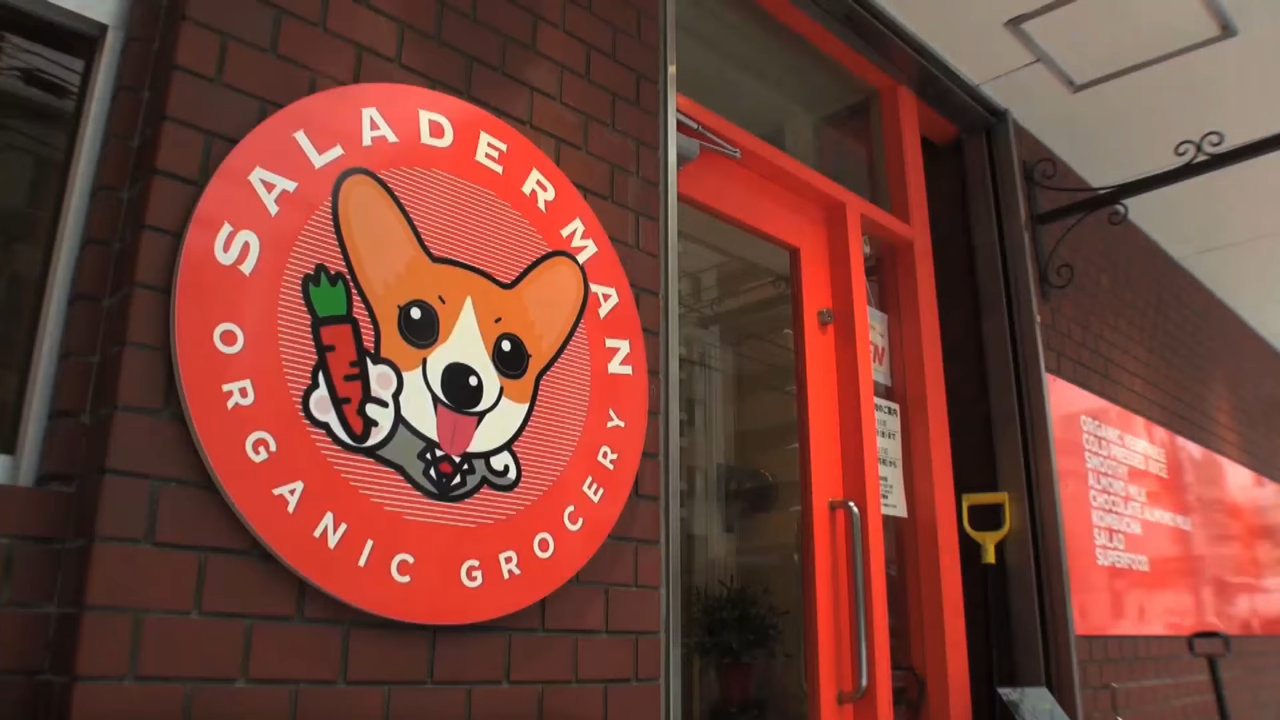 SALADERMAN
ORGANIC GROCERY
ORGANIC VEGETABLE
COLD PRESSED JUICE
SMOOTHY
ALMOND MILK
CHOCOLATE ALMOND MILK
KOMBUCHA
SALAD
SUPERFOOD